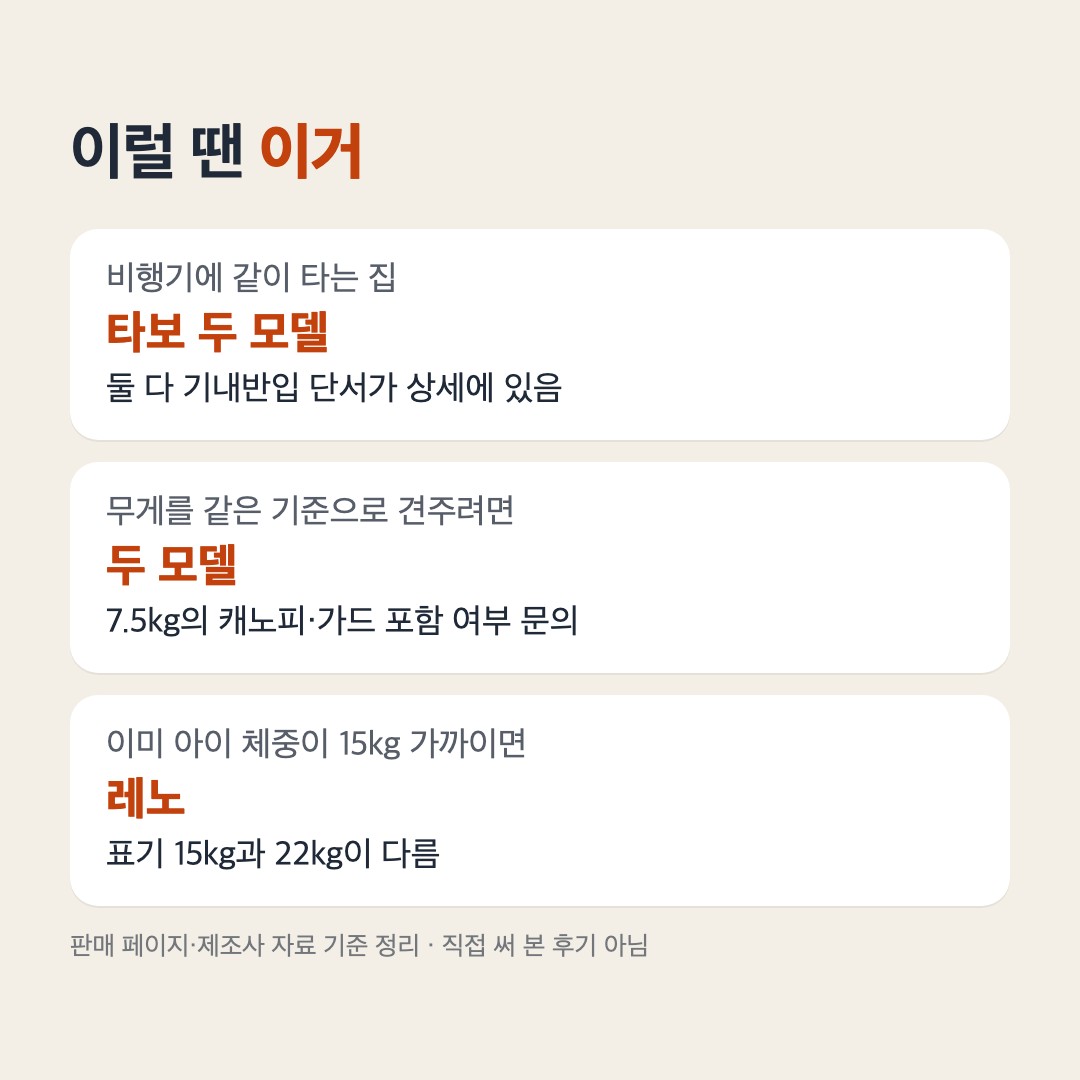 이럴 땐 이거
비행기에 같이 타는 집
타보 두 모델
둘 다 기내반입 단서가 상세에 있음
무게를 같은 기준으로 견주려면
두 모델
7.5kg의 캐노피·가드 포함 여부 문의
이미 아이 체중이 15kg 가까이면
레노
표기 15kg과 22kg이 다름
판매 페이지·제조사 자료 기준 정리 · 직접 써 본 후기 아님